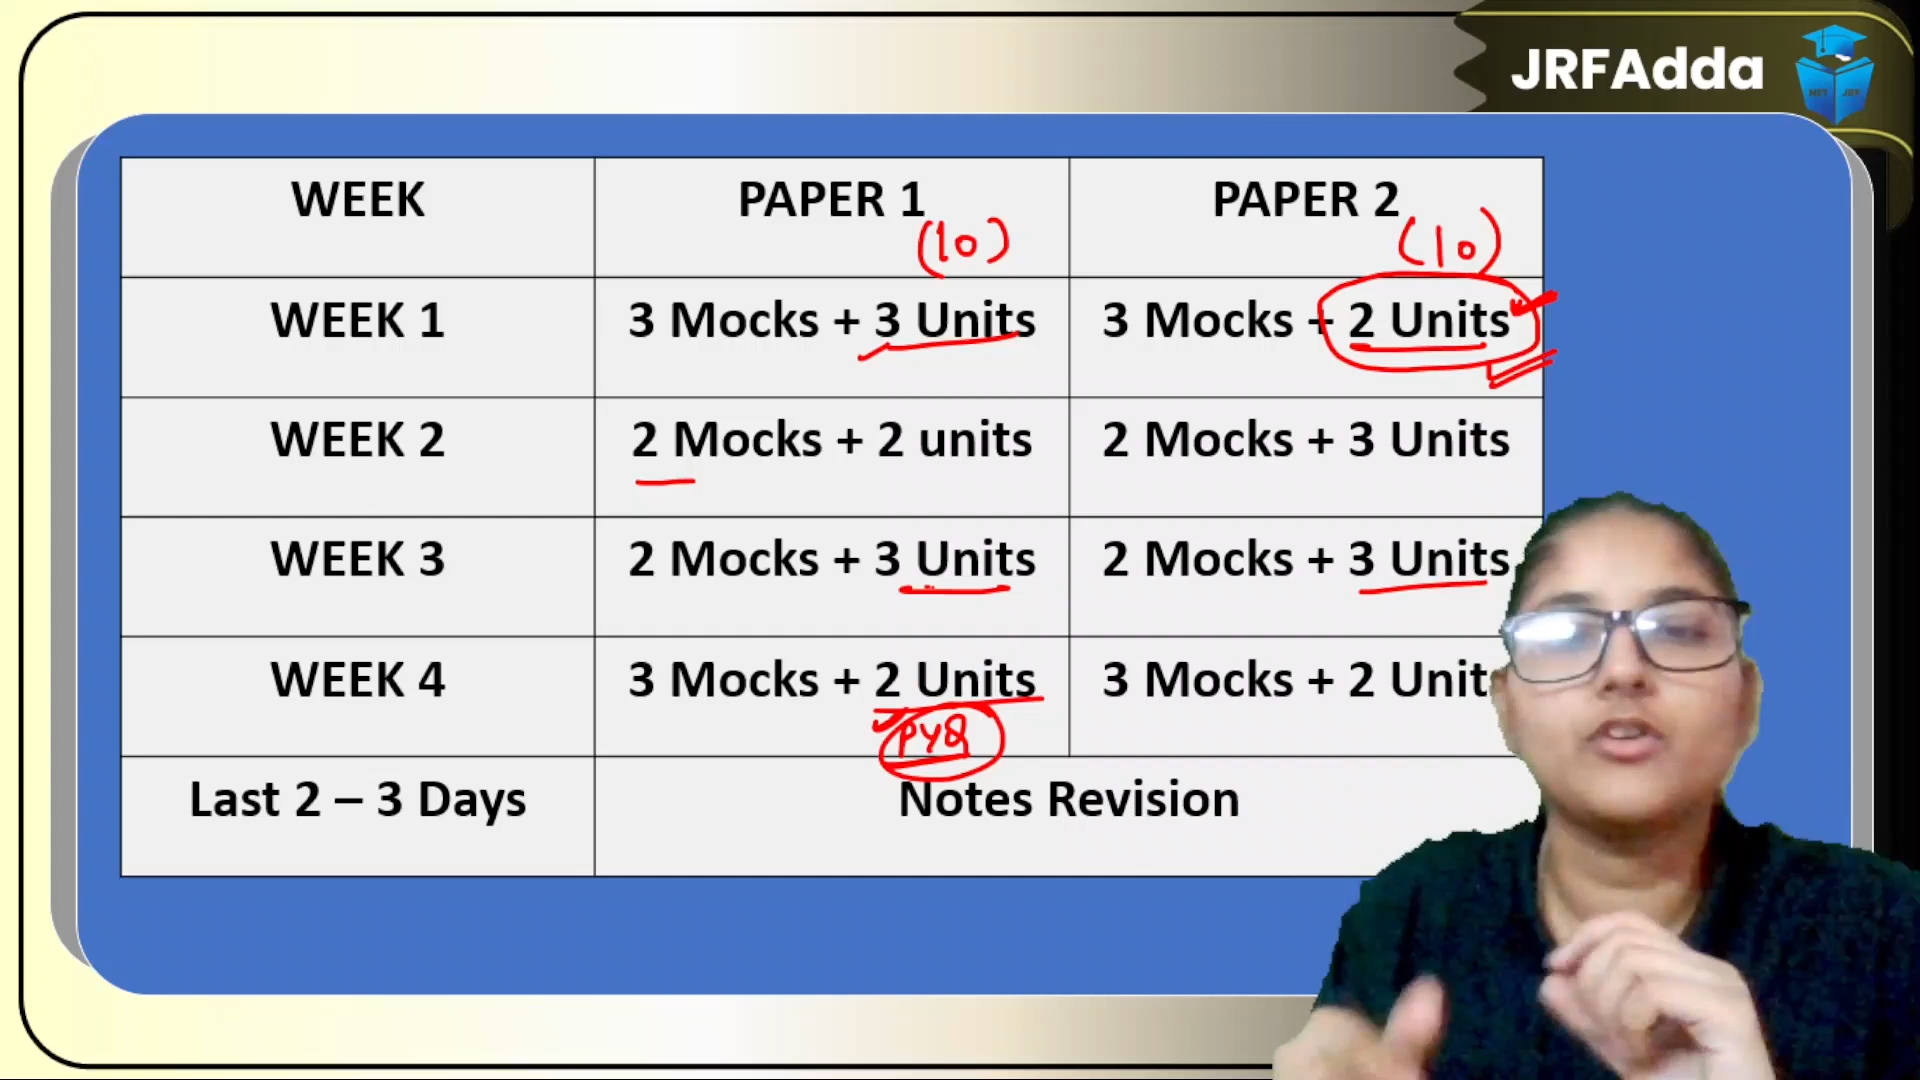 JRFAdda
NET JRF
WEEK PAPER 1 PAPER 2
(10) (10)
WEEK 1 3 Mocks + 3 Units 3 Mocks + 2 Units
WEEK 2 2 Mocks + 2 units 2 Mocks + 3 Units
WEEK 3 2 Mocks + 3 Units 2 Mocks + 3 Units
WEEK 4 3 Mocks + 2 Units 3 Mocks + 2 Unit
PYQ
Last 2 – 3 Days Notes Revision